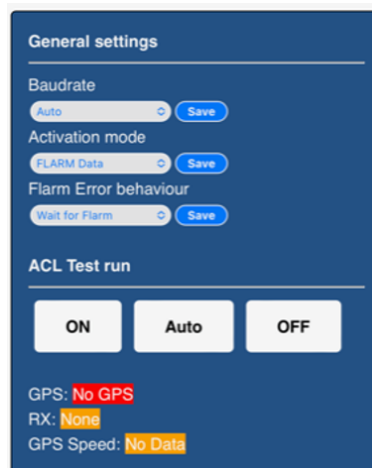 General settings
Baudrate
Auto Save
Activation mode
FLARM Data Save
Flarm Error behaviour
Wait for Flarm Save
ACL Test run
ON Auto OFF
GPS: No GPS
RX: None
GPS Speed: No Data